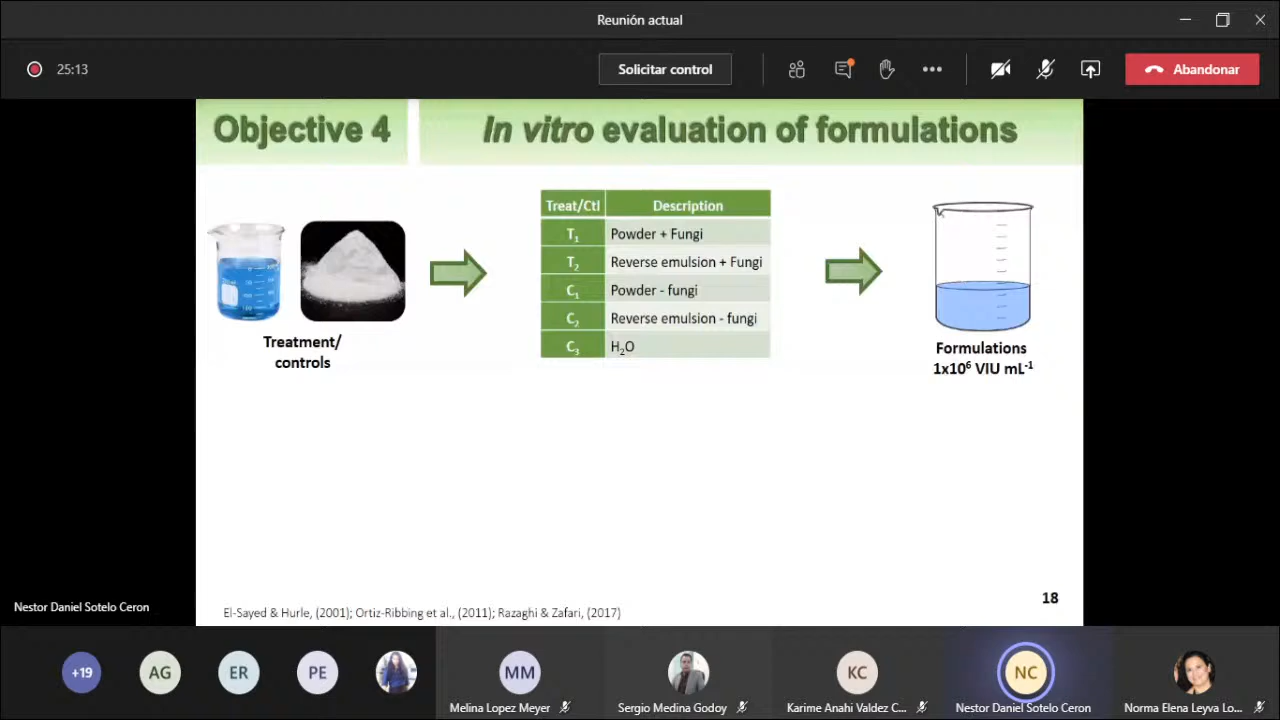 Reunión actual
25:13
Solicitar control
Abandonar
Objective 4
In vitro evaluation of formulations
Treat/Ctl Description
T1 Powder + Fungi
T2 Reverse emulsion + Fungi
C1 Powder - fungi
C2 Reverse emulsion - fungi
C3 H2O
Treatment/
controls
Formulations
1x10⁶ VIU mL⁻¹
El-Sayed & Hurle, (2001); Ortiz-Ribbing et al., (2011); Razaghi & Zafari, (2017)
18
Nestor Daniel Sotelo Ceron
+19
AG
ER
PE
MM
KC
NC
Melina Lopez Meyer
Sergio Medina Godoy
Karime Anahi Valdez C...
Nestor Daniel Sotelo Ceron
Norma Elena Leyva Lo...